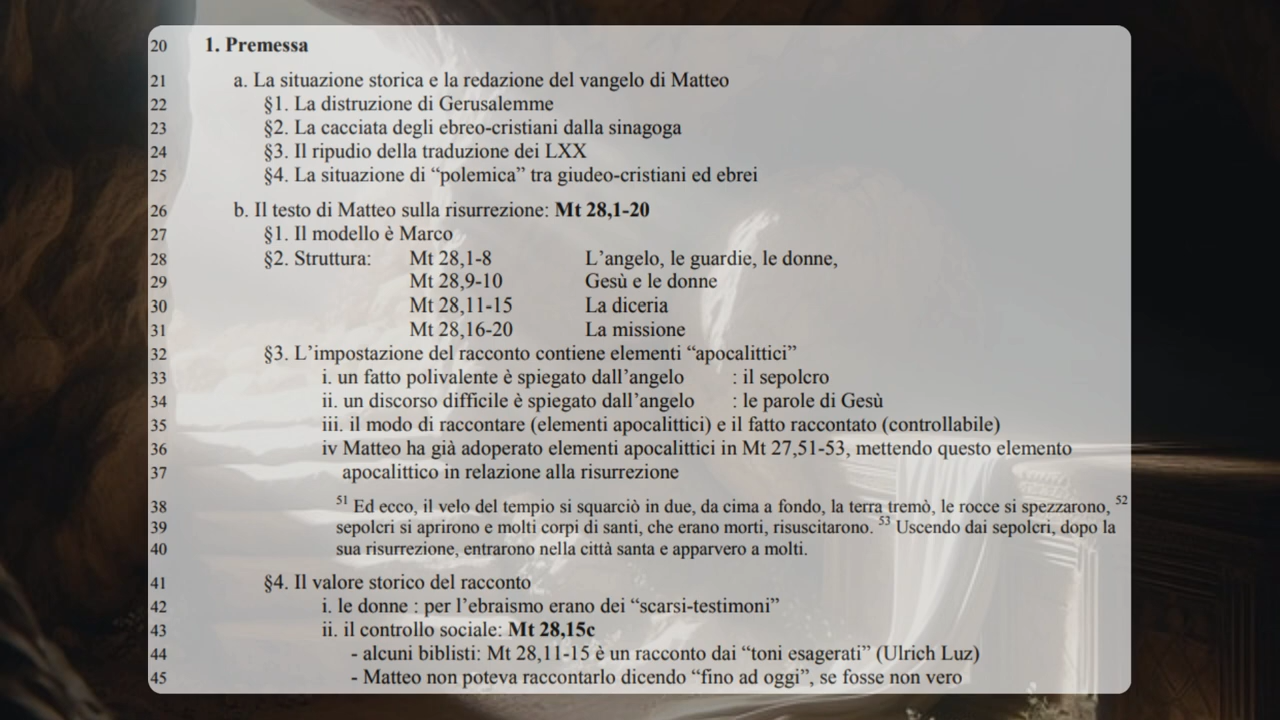 20 1. Premessa
21 a. La situazione storica e la redazione del vangelo di Matteo
22 §1. La distruzione di Gerusalemme
23 §2. La cacciata degli ebreo-cristiani dalla sinagoga
24 §3. Il ripudio della traduzione dei LXX
25 §4. La situazione di “polemica” tra giudeo-cristiani ed ebrei
26 b. Il testo di Matteo sulla risurrezione: Mt 28,1-20
27 §1. Il modello è Marco
28 §2. Struttura: Mt 28,1-8 L’angelo, le guardie, le donne,
29 Mt 28,9-10 Gesù e le donne
30 Mt 28,11-15 La diceria
31 Mt 28,16-20 La missione
32 §3. L’impostazione del racconto contiene elementi “apocalittici”
33 i. un fatto polivalente è spiegato dall’angelo : il sepolcro
34 ii. un discorso difficile è spiegato dall’angelo : le parole di Gesù
35 iii. il modo di raccontare (elementi apocalittici) e il fatto raccontato (controllabile)
36 iv Matteo ha già adoperato elementi apocalittici in Mt 27,51-53, mettendo questo elemento
37 apocalittico in relazione alla risurrezione
38 51 Ed ecco, il velo del tempio si squarciò in due, da cima a fondo, la terra tremò, le rocce si spezzarono, 52
39 sepolcri si aprirono e molti corpi di santi, che erano morti, risuscitarono. 53 Uscendo dai sepolcri, dopo la
40 sua risurrezione, entrarono nella città santa e apparvero a molti.
41 §4. Il valore storico del racconto
42 i. le donne : per l’ebraismo erano dei “scarsi-testimoni”
43 ii. il controllo sociale: Mt 28,15c
44 - alcuni biblisti: Mt 28,11-15 è un racconto dai “toni esagerati” (Ulrich Luz)
45 - Matteo non poteva raccontarlo dicendo “fino ad oggi”, se fosse non vero